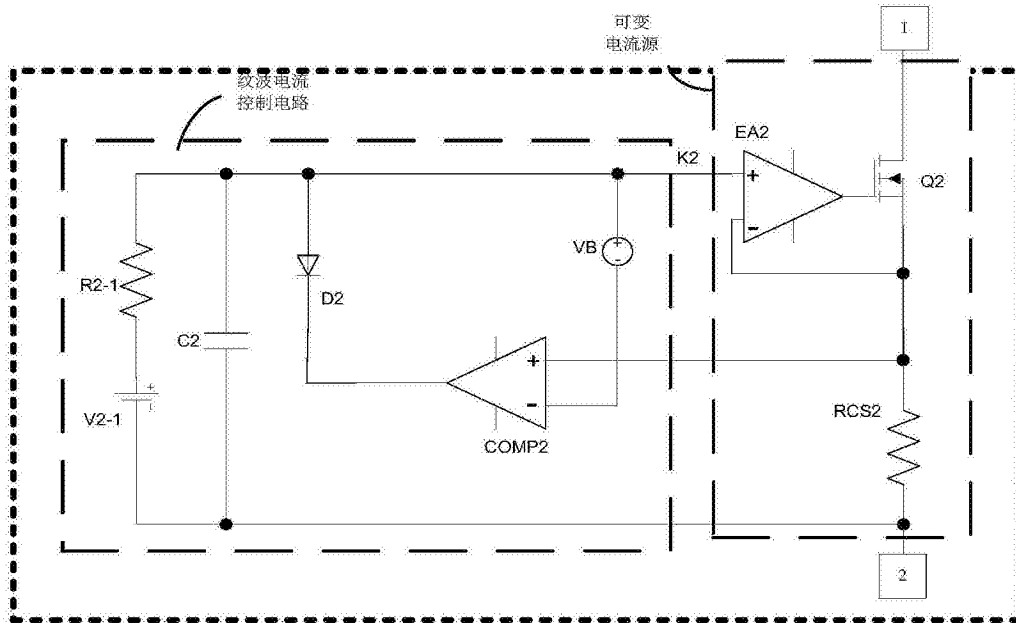 可变
电流源
1
纹波电流
控制电路
EA2
K2
+
-
Q2
VB
+
-
R2-1
D2
C2
+
-
V2-1
+
-
COMP2
RCS2
2